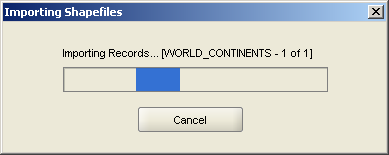 Importing Shapefiles
Importing Records... [WORLD_CONTINENTS - 1 of 1]
Cancel